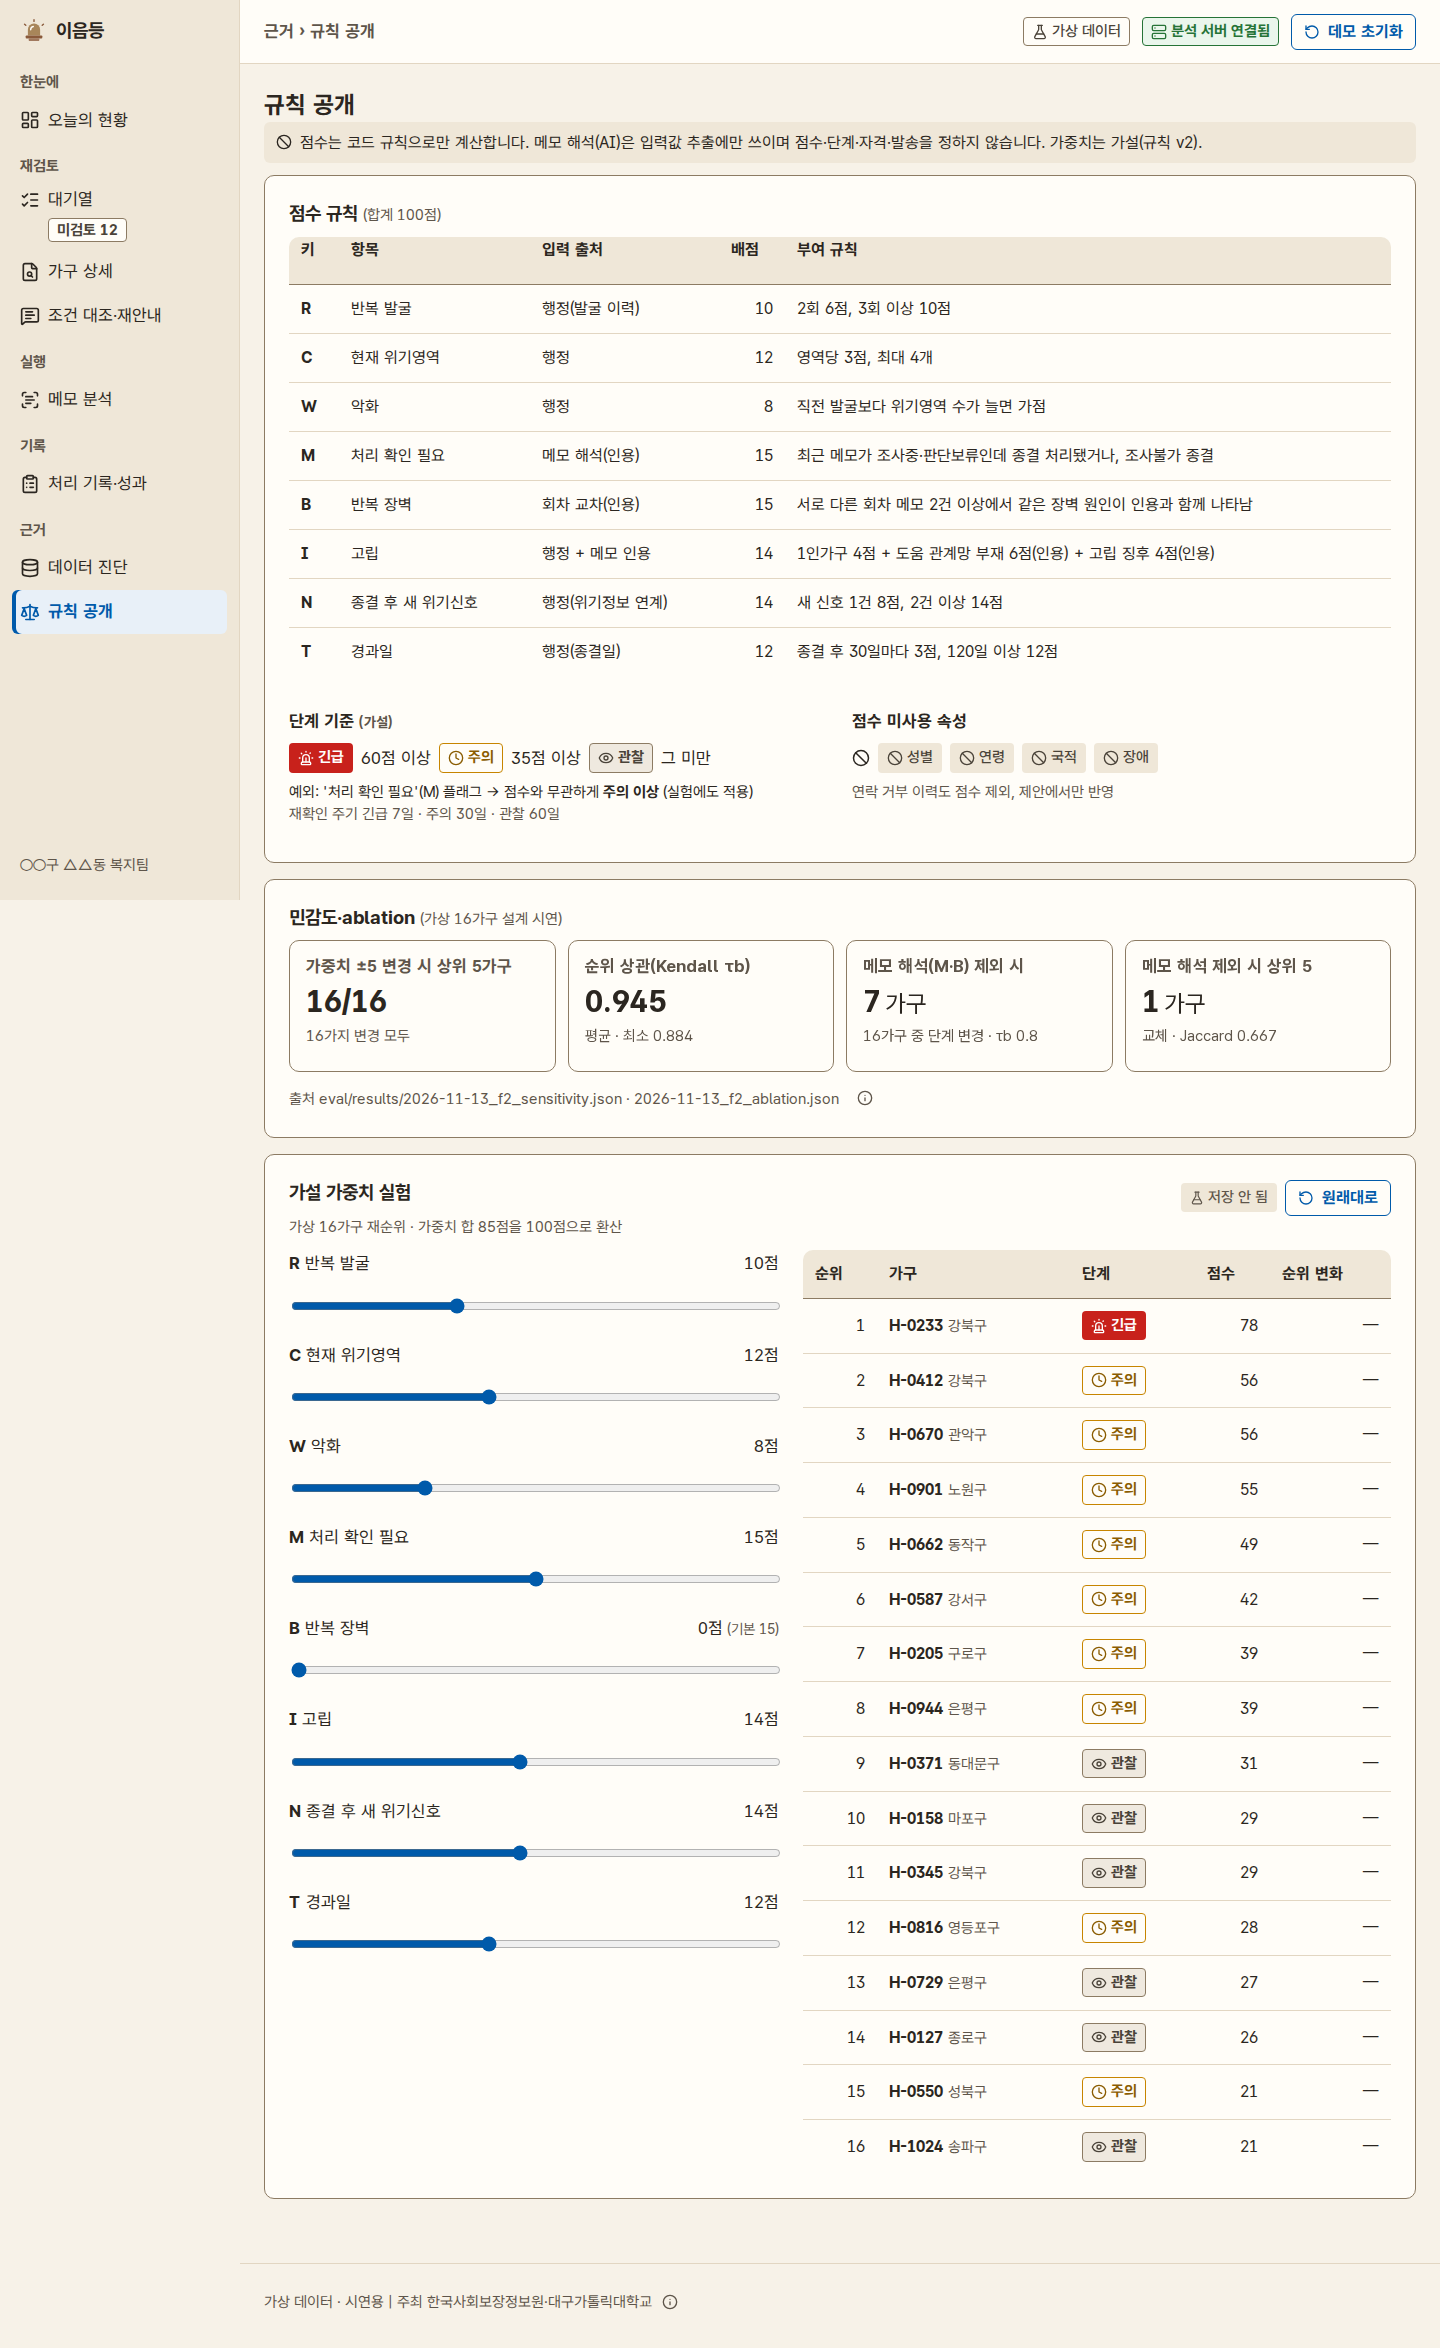 이음등
한눈에
오늘의 현황
재검토
대기열
미검토 12
가구 상세
조건 대조·재안내
실행
메모 분석
기록
처리 기록·성과
근거
데이터 진단
규칙 공개
○○구 △△동 복지팀
근거 › 규칙 공개
가상 데이터
분석 서버 연결됨
데모 초기화
규칙 공개
점수는 코드 규칙으로만 계산합니다. 메모 해석(AI)은 입력값 추출에만 쓰이며 점수·단계·자격·발송을 정하지 않습니다. 가중치는 가설(규칙 v2).
점수 규칙 (합계 100점)
키 항목 입력 출처 배점 부여 규칙
R 반복 발굴 행정(발굴 이력) 10 2회 6점, 3회 이상 10점
C 현재 위기영역 행정 12 영역당 3점, 최대 4개
W 악화 행정 8 직전 발굴보다 위기영역 수가 늘면 가점
M 처리 확인 필요 메모 해석(인용) 15 최근 메모가 조사중·판단보류인데 종결 처리됐거나, 조사불가 종결
B 반복 장벽 회차 교차(인용) 15 서로 다른 회차 메모 2건 이상에서 같은 장벽 원인이 인용과 함께 나타남
I 고립 행정 + 메모 인용 14 1인가구 4점 + 도움 관계망 부재 6점(인용) + 고립 징후 4점(인용)
N 종결 후 새 위기신호 행정(위기정보 연계) 14 새 신호 1건 8점, 2건 이상 14점
T 경과일 행정(종결일) 12 종결 후 30일마다 3점, 120일 이상 12점
단계 기준 (가설)
긴급 60점 이상 주의 35점 이상 관찰 그 미만
예외: '처리 확인 필요'(M) 플래그 → 점수와 무관하게 주의 이상 (실험에도 적용)
재확인 주기 긴급 7일 · 주의 30일 · 관찰 60일
점수 미사용 속성
성별 연령 국적 장애
연락 거부 이력도 점수 제외, 제안에서만 반영
민감도·ablation (가상 16가구 설계 시연)
가중치 ±5 변경 시 상위 5가구
16/16
16가지 변경 모두
순위 상관(Kendall τb)
0.945
평균 · 최소 0.884
메모 해석(M·B) 제외 시
7 가구
16가구 중 단계 변경 · τb 0.8
메모 해석 제외 시 상위 5
1 가구
교체 · Jaccard 0.667
출처 eval/results/2026-11-13_f2_sensitivity.json · 2026-11-13_f2_ablation.json
가설 가중치 실험
저장 안 됨
원래대로
가상 16가구 재순위 · 가중치 합 85점을 100점으로 환산
R 반복 발굴 10점
C 현재 위기영역 12점
W 악화 8점
M 처리 확인 필요 15점
B 반복 장벽 0점 (기본 15)
I 고립 14점
N 종결 후 새 위기신호 14점
T 경과일 12점
순위 가구 단계 점수 순위 변화
1 H-0233 강북구 긴급 78 —
2 H-0412 강북구 주의 56 —
3 H-0670 관악구 주의 56 —
4 H-0901 노원구 주의 55 —
5 H-0662 동작구 주의 49 —
6 H-0587 강서구 주의 42 —
7 H-0205 구로구 주의 39 —
8 H-0944 은평구 주의 39 —
9 H-0371 동대문구 관찰 31 —
10 H-0158 마포구 관찰 29 —
11 H-0345 강북구 관찰 29 —
12 H-0816 영등포구 주의 28 —
13 H-0729 은평구 관찰 27 —
14 H-0127 종로구 관찰 26 —
15 H-0550 성북구 주의 21 —
16 H-1024 송파구 관찰 21 —
가상 데이터 · 시연용 | 주최 한국사회보장정보원·대구가톨릭대학교